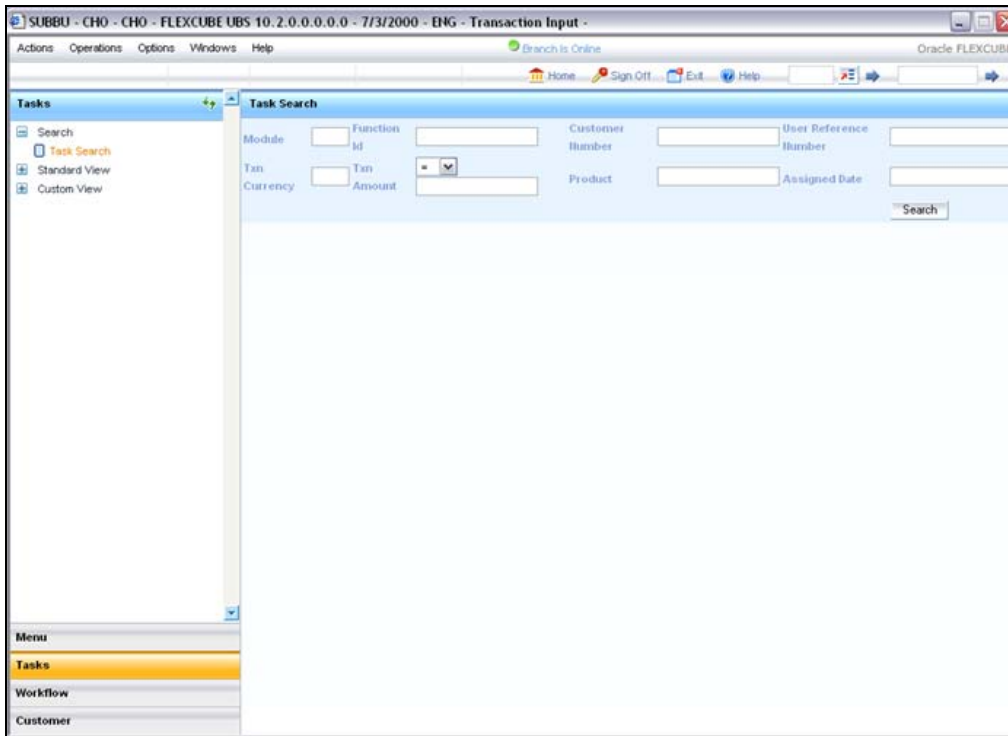 SUBBU - CHO - CHO - FLEXCUBE UBS 10.2.0.0.0.0.0 - 7/3/2000 - ENG - Transaction Input -
Actions Operations Options Windows Help Branch Is Online Oracle FLEXCUBE
Home Sign Off Exit Help
Tasks
Search
Task Search
Standard View
Custom View
Task Search
Module Function Id Customer Number User Reference Number
Txn Currency Txn Amount = Product Assigned Date
Search
Menu
Tasks
Workflow
Customer